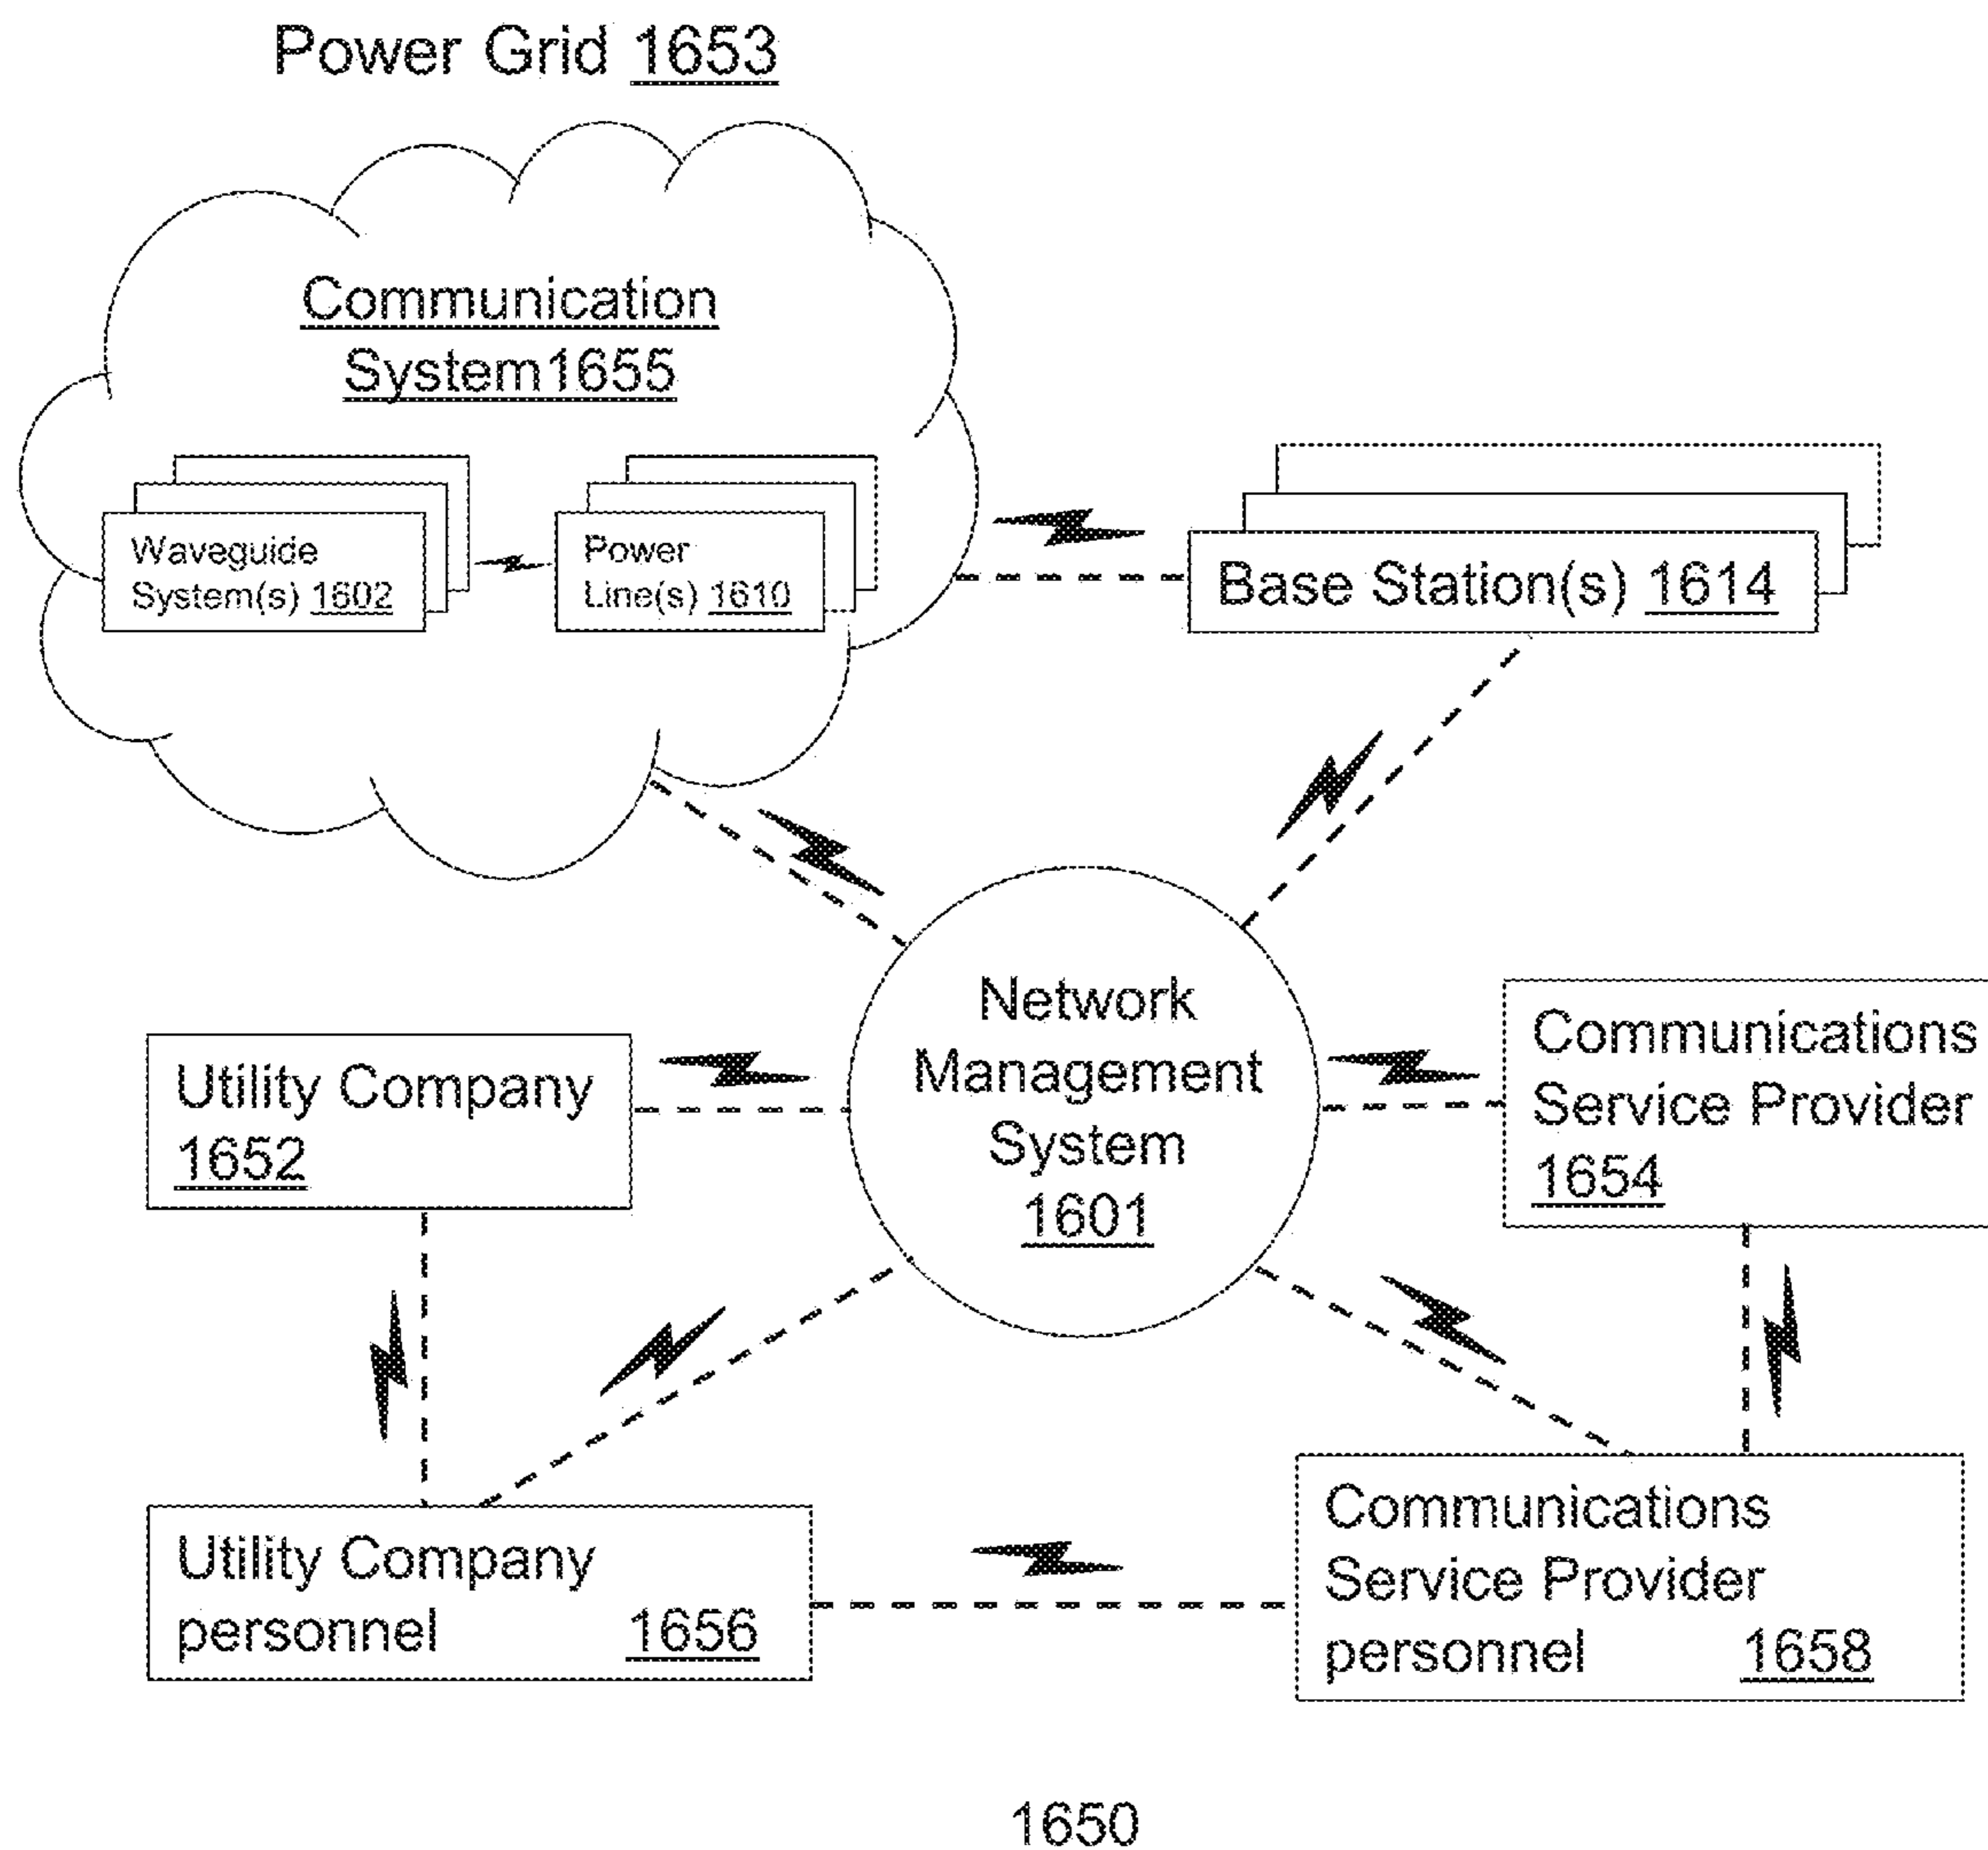 Power Grid 1653
Communication
System1655
Waveguide
System(s) 1602
Power
Line(s) 1610
Base Station(s) 1614
Network
Management
System
1601
Utility Company
1652
Communications
Service Provider
1654
Utility Company
personnel 1656
Communications
Service Provider
personnel 1658
1650